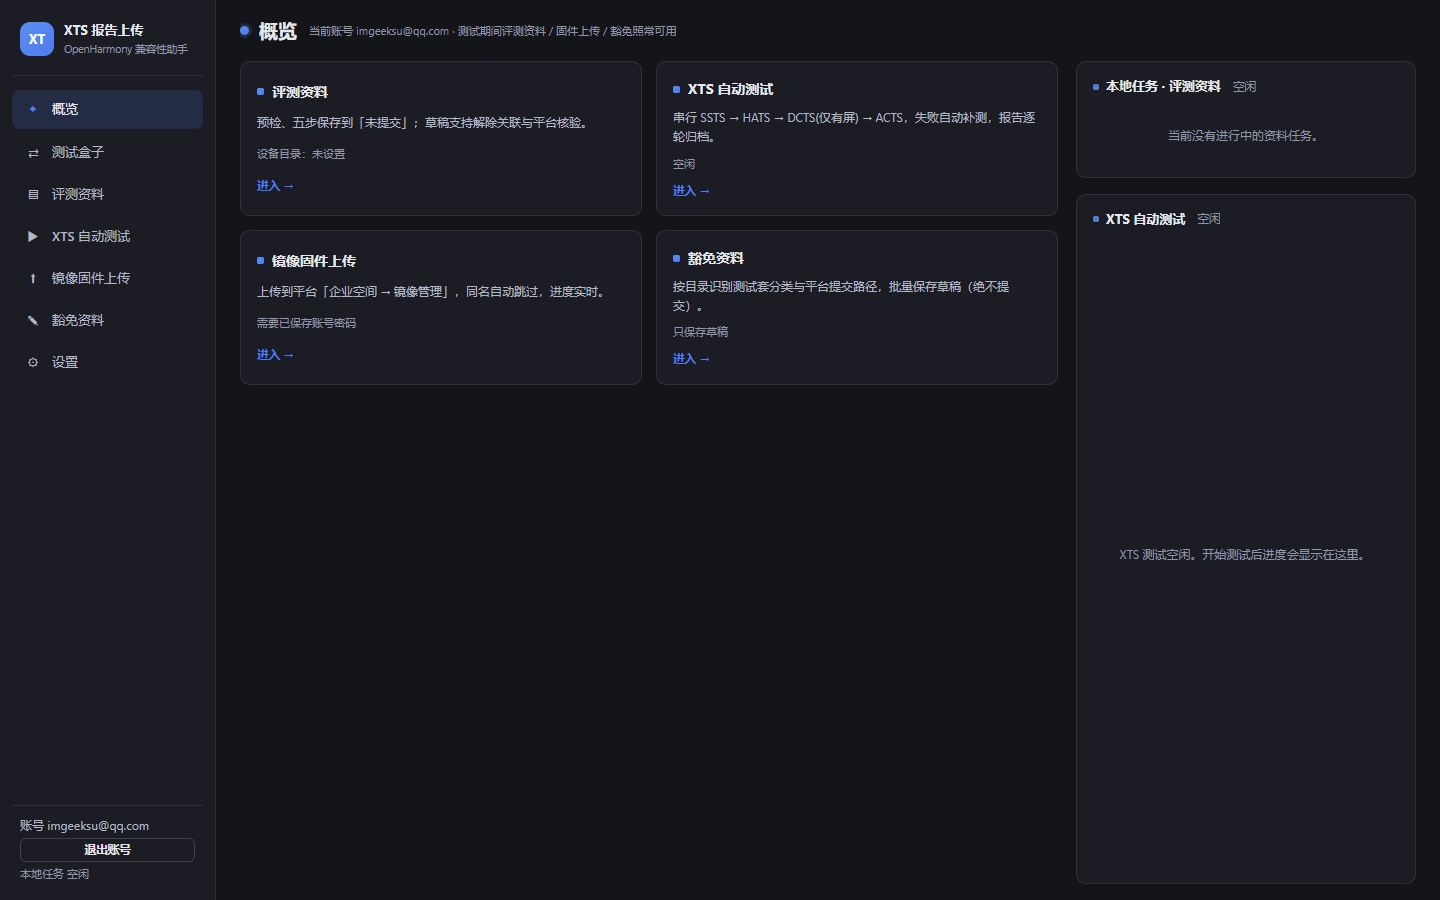 XT
XTS 报告上传
OpenHarmony 兼容性助手
概览
测试盒子
评测资料
XTS 自动测试
镜像固件上传
豁免资料
设置
账号 imgeeksu@qq.com
退出账号
本地任务 空闲
概览 当前账号 imgeeksu@qq.com · 测试期间评测资料 / 固件上传 / 豁免照常可用
评测资料
预检、五步保存到「未提交」；草稿支持解除关联与平台核验。
设备目录：未设置
进入 →
XTS 自动测试
串行 SSTS → HATS → DCTS(仅有屏) → ACTS，失败自动补测，报告逐
轮归档。
空闲
进入 →
镜像固件上传
上传到平台「企业空间 → 镜像管理」，同名自动跳过，进度实时。
需要已保存账号密码
进入 →
豁免资料
按目录识别测试套分类与平台提交路径，批量保存草稿（绝不提
交）。
只保存草稿
进入 →
本地任务 · 评测资料 空闲
当前没有进行中的资料任务。
XTS 自动测试 空闲
XTS 测试空闲。开始测试后进度会显示在这里。